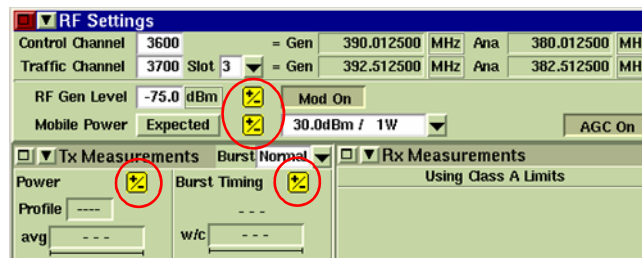 RF Settings
Control Channel 3600 = Gen 390.012500 MHz Ana 380.012500 MH
Traffic Channel 3700 Slot 3 = Gen 392.512500 MHz Ana 382.512500 MH
RF Gen Level -75.0 dBm +/- Mod On
Mobile Power Expected +/- 30.0dBm / 1W AGC On
Tx Measurements Burst Normal Rx Measurements
Power +/- Burst Timing +/- Using Class A Limits
Profile ---- - - -
avg - - - w/c - - -